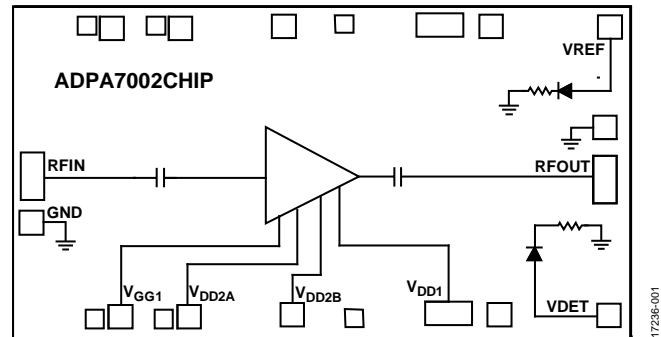 VREF
ADPA7002CHIP
RFIN
RFOUT
GND
VGG1
VDD2A
VDD2B
VDD1
VDET
17236-001